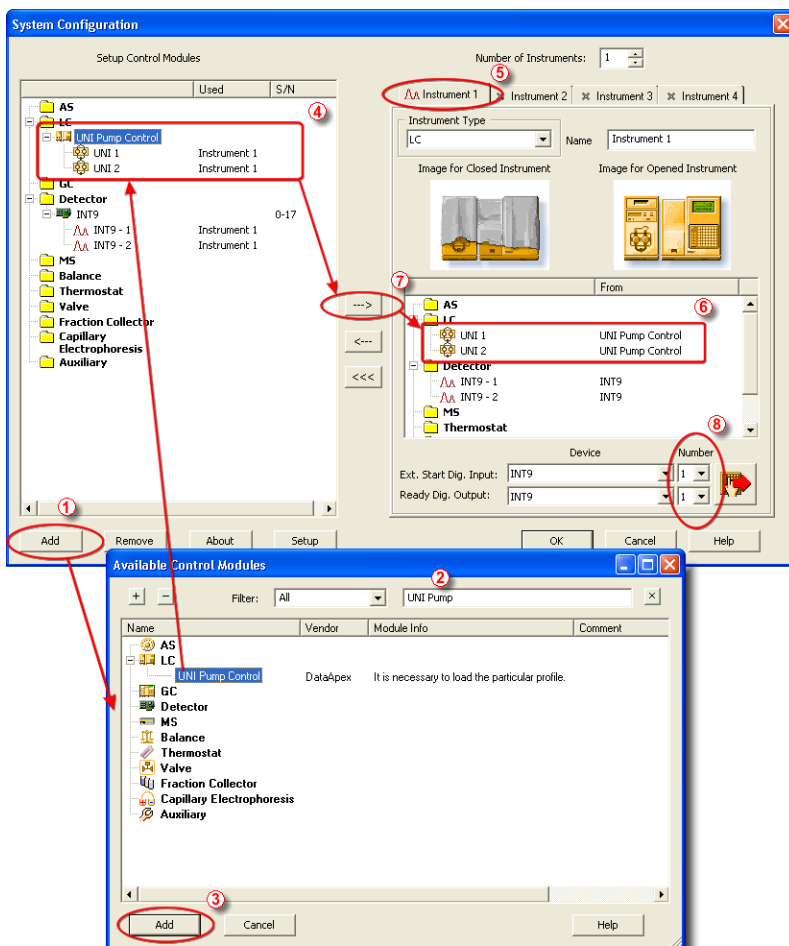 System Configuration
Setup Control Modules
Number of Instruments: 1
Used S/N
AS
LC
UNI Pump Control
UNI 1 Instrument 1
UNI 2 Instrument 1
GC
Detector
INT9 0-17
INT9 - 1 Instrument 1
INT9 - 2 Instrument 1
MS
Balance
Thermostat
Valve
Fraction Collector
Capillary
Electrophoresis
Auxiliary
4
1
Add Remove About Setup
--->
<---
<<<
7
5
Instrument 1 Instrument 2 Instrument 3 Instrument 4
Instrument Type
LC Name Instrument 1
Image for Closed Instrument Image for Opened Instrument
From
6
AS
LC
UNI 1 UNI Pump Control
UNI 2 UNI Pump Control
Detector
INT9 - 1 INT9
INT9 - 2 INT9
MS
Thermostat
8
Device Number
Ext. Start Dig. Input: INT9 1
Ready Dig. Output: INT9 1
OK Cancel Help
Available Control Modules
2
+ - Filter: All UNI Pump ×
Name Vendor Module Info Comment
AS
LC
UNI Pump Control DataApex It is necessary to load the particular profile.
GC
Detector
MS
Balance
Thermostat
Valve
Fraction Collector
Capillary Electrophoresis
Auxiliary
3
Add Cancel Help